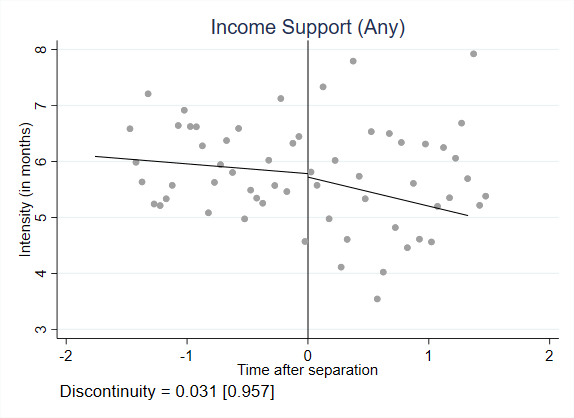 Income Support (Any)
8
7
6
5
4
3
Intensity (in months)
-2 -1 0 1 2
Time after separation
Discontinuity = 0.031 [0.957]